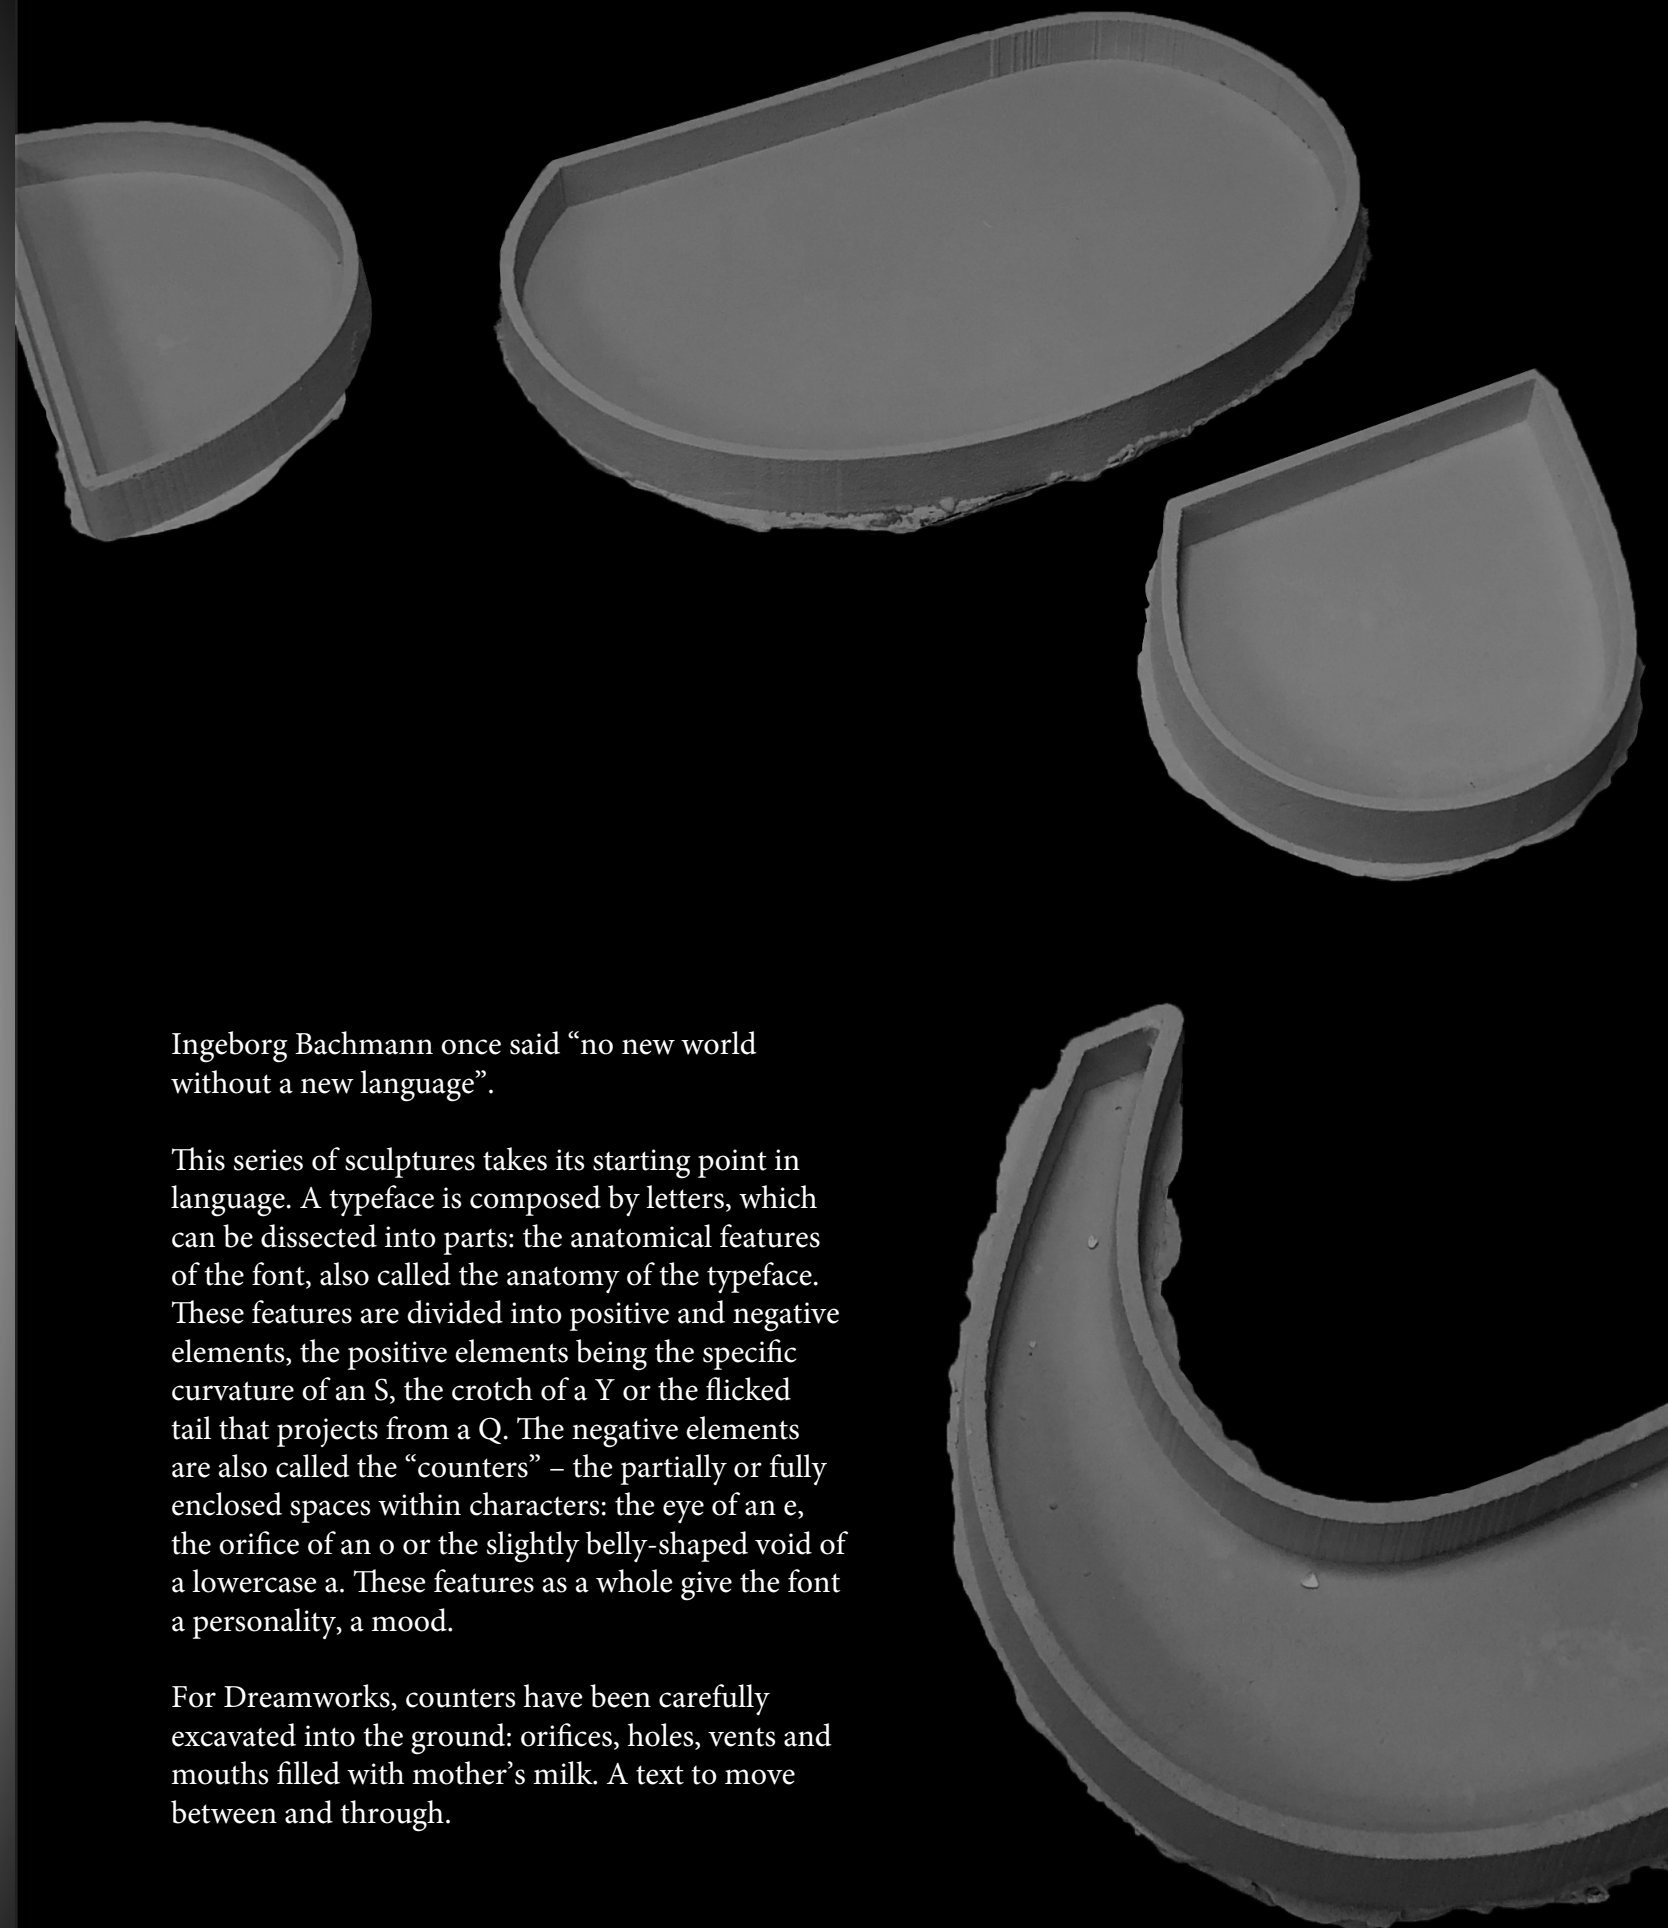 Ingeborg Bachmann once said “no new world
without a new language”.
This series of sculptures takes its starting point in
language. A typeface is composed by letters, which
can be dissected into parts: the anatomical features
of the font, also called the anatomy of the typeface.
These features are divided into positive and negative
elements, the positive elements being the specific
curvature of an S, the crotch of a Y or the flicked
tail that projects from a Q. The negative elements
are also called the “counters” – the partially or fully
enclosed spaces within characters: the eye of an e,
the orifice of an o or the slightly belly-shaped void of
a lowercase a. These features as a whole give the font
a personality, a mood.
For Dreamworks, counters have been carefully
excavated into the ground: orifices, holes, vents and
mouths filled with mother’s milk. A text to move
between and through.